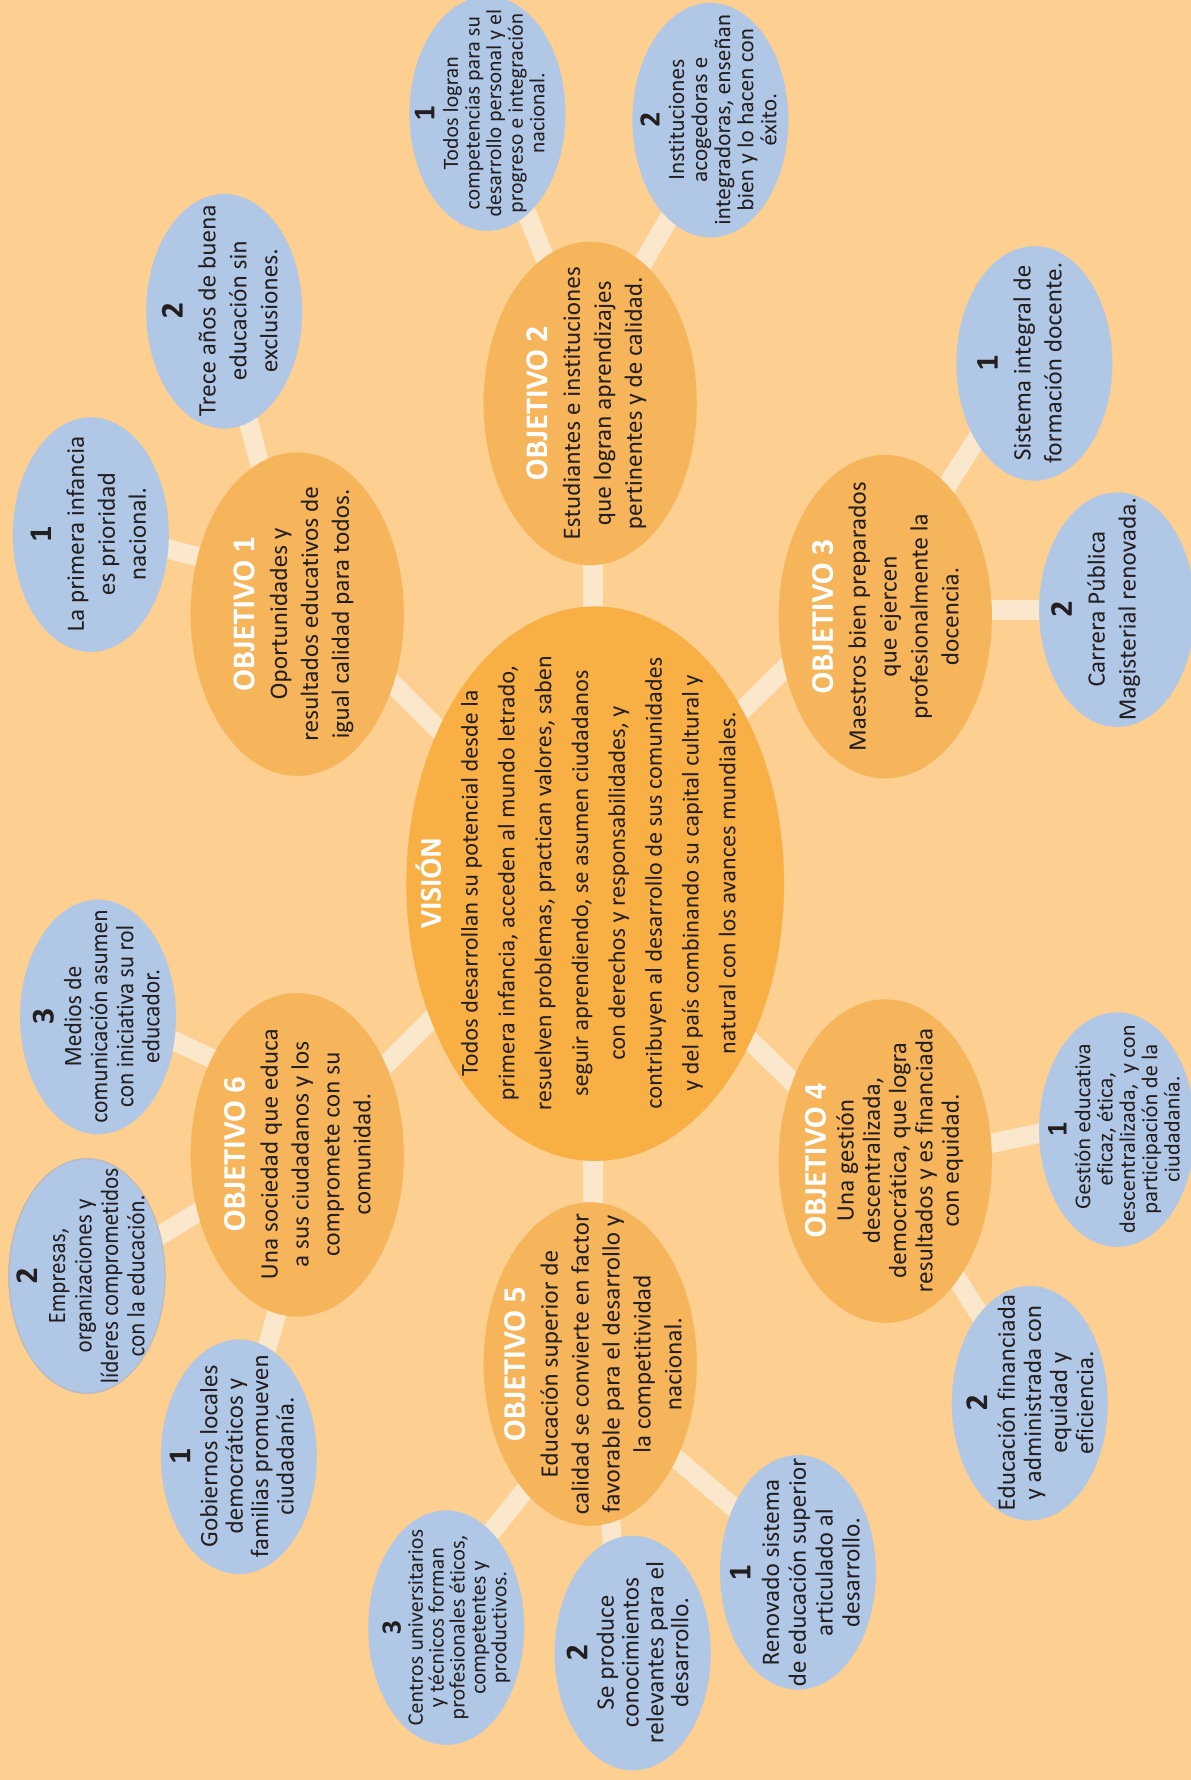 VISIÓN
Todos desarrollan su potencial desde la
primera infancia, acceden al mundo letrado,
resuelven problemas, practican valores, saben
seguir aprendiendo, se asumen ciudadanos
con derechos y responsabilidades, y
contribuyen al desarrollo de sus comunidades
y del país combinando su capital cultural y
natural con los avances mundiales.
OBJETIVO 1
Oportunidades y
resultados educativos de
igual calidad para todos.
1
La primera infancia
es prioridad
nacional.
2
Trece años de buena
educación sin
exclusiones.
OBJETIVO 2
Estudiantes e instituciones
que logran aprendizajes
pertinentes y de calidad.
1
Todos logran
competencias para su
desarrollo personal y el
progreso e integración
nacional.
2
Instituciones
acogedoras e
integradoras, enseñan
bien y lo hacen con
éxito.
OBJETIVO 3
Maestros bien preparados
que ejercen
profesionalmente la
docencia.
1
Sistema integral de
formación docente.
2
Carrera Pública
Magisterial renovada.
OBJETIVO 4
Una gestión
descentralizada,
democrática, que logra
resultados y es financiada
con equidad.
1
Gestión educativa
eficaz, ética,
descentralizada, y con
participación de la
ciudadanía.
2
Educación financiada
y administrada con
equidad y
eficiencia.
OBJETIVO 5
Educación superior de
calidad se convierte en factor
favorable para el desarrollo y
la competitividad
nacional.
1
Renovado sistema
de educación superior
articulado al
desarrollo.
2
Se produce
conocimientos
relevantes para el
desarrollo.
3
Centros universitarios
y técnicos forman
profesionales éticos,
competentes y
productivos.
OBJETIVO 6
Una sociedad que educa
a sus ciudadanos y los
compromete con su
comunidad.
1
Gobiernos locales
democráticos y
familias promueven
ciudadanía.
2
Empresas,
organizaciones y
líderes comprometidos
con la educación.
3
Medios de
comunicación asumen
con iniciativa su rol
educador.